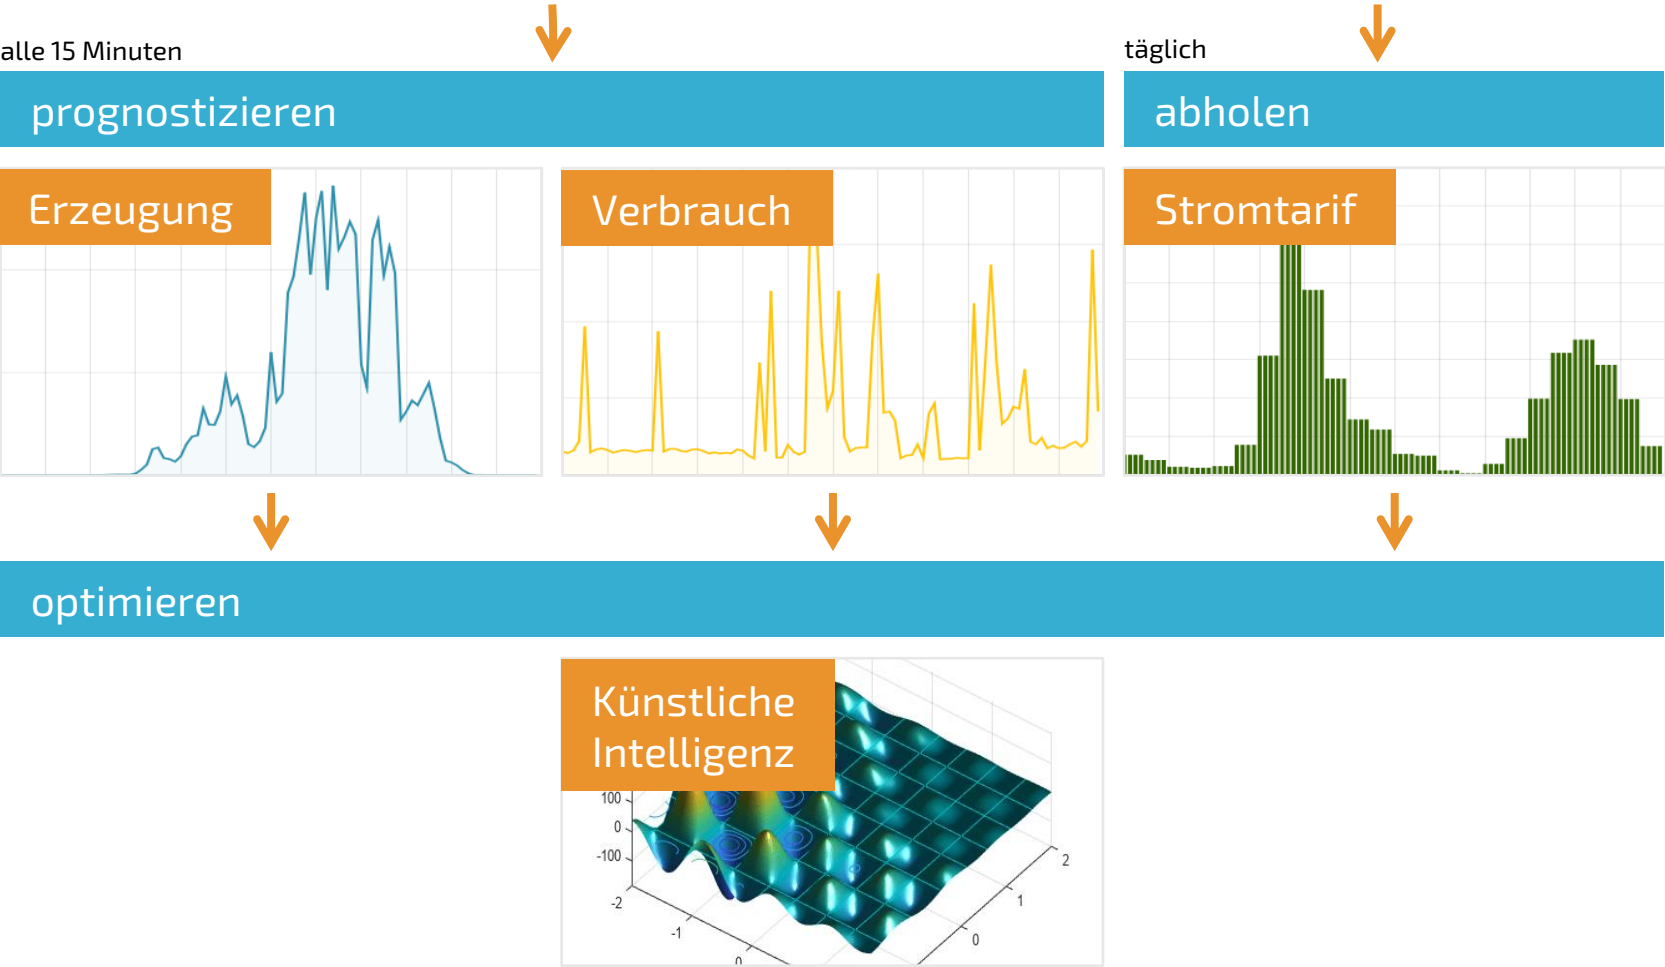 alle 15 Minuten
täglich
prognostizieren
abholen
Erzeugung
Verbrauch
Stromtarif
optimieren
Künstliche
Intelligenz
100
0
-100
-2
-1
0
0
1
2